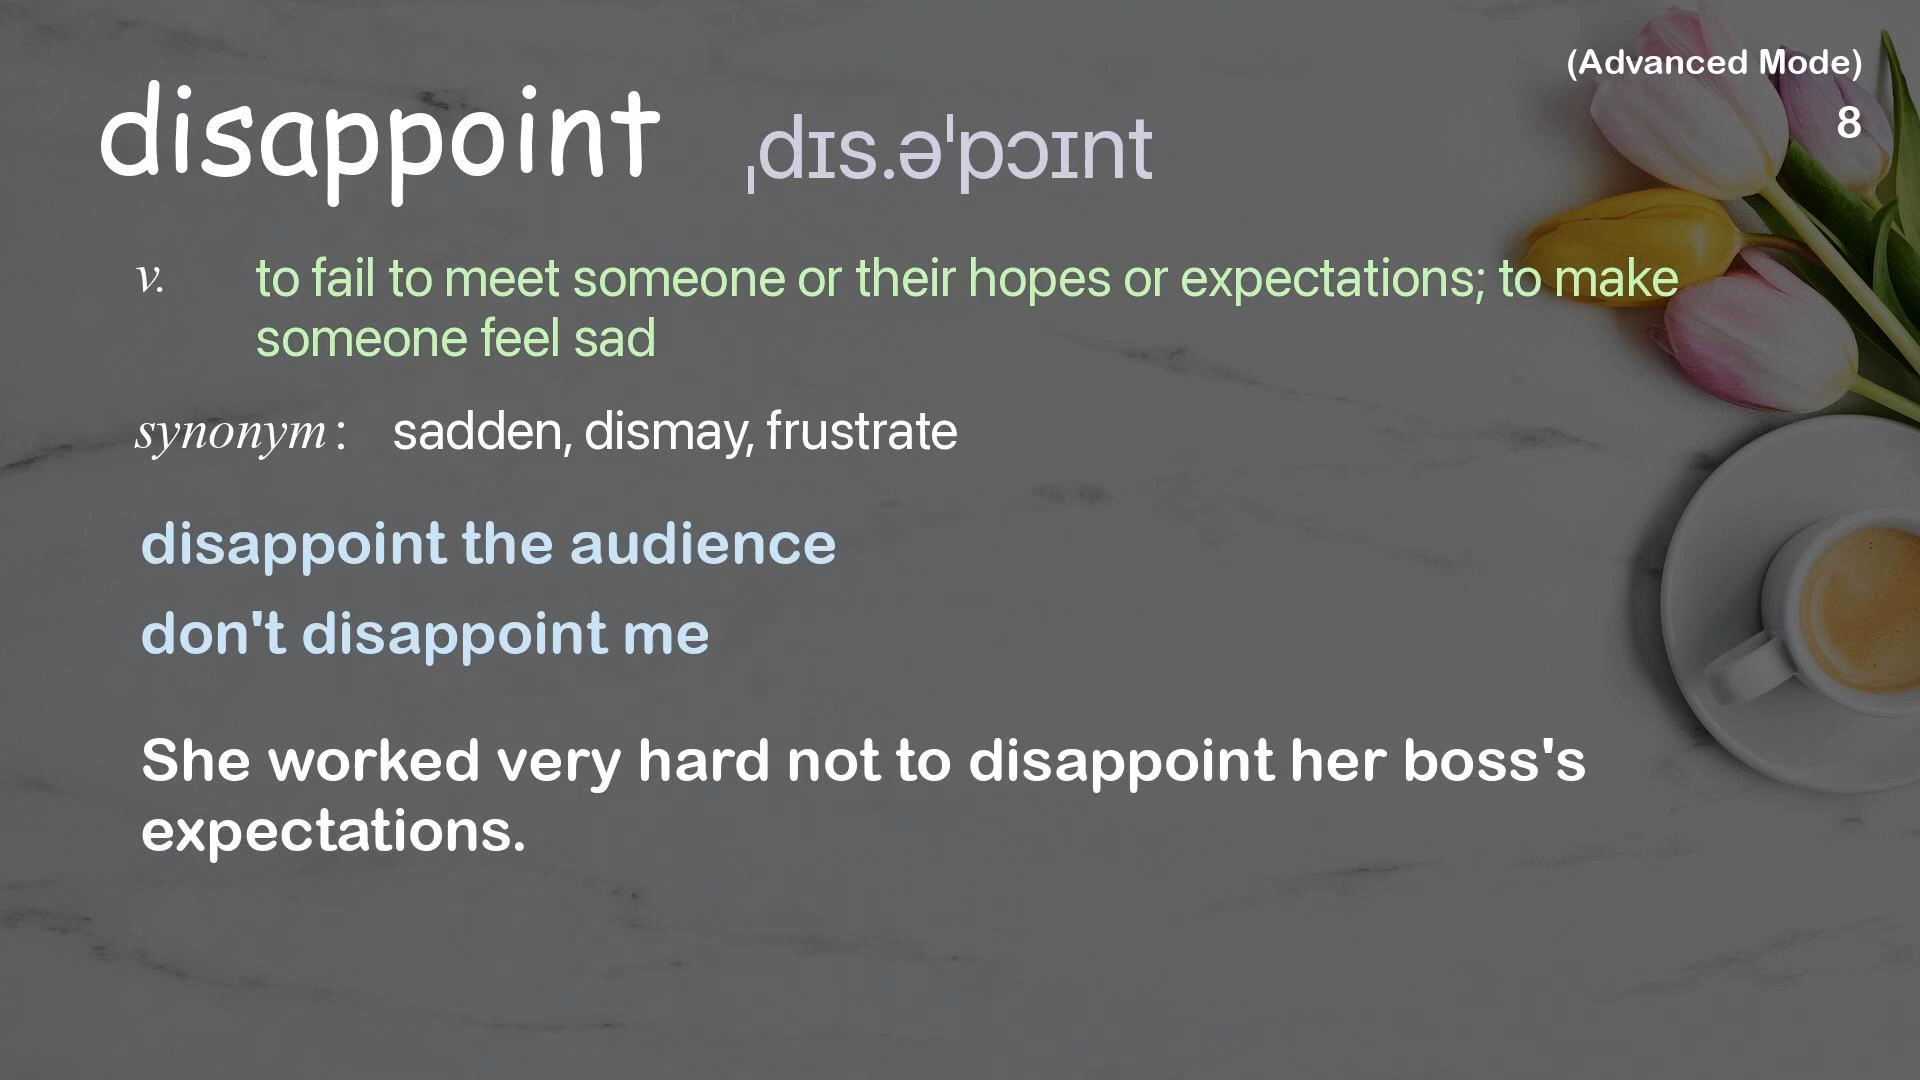 (Advanced Mode)
8
disappoint ˌdɪs.əˈpɔɪnt
v. to fail to meet someone or their hopes or expectations; to make
someone feel sad
synonym: sadden, dismay, frustrate
disappoint the audience
don't disappoint me
She worked very hard not to disappoint her boss's
expectations.